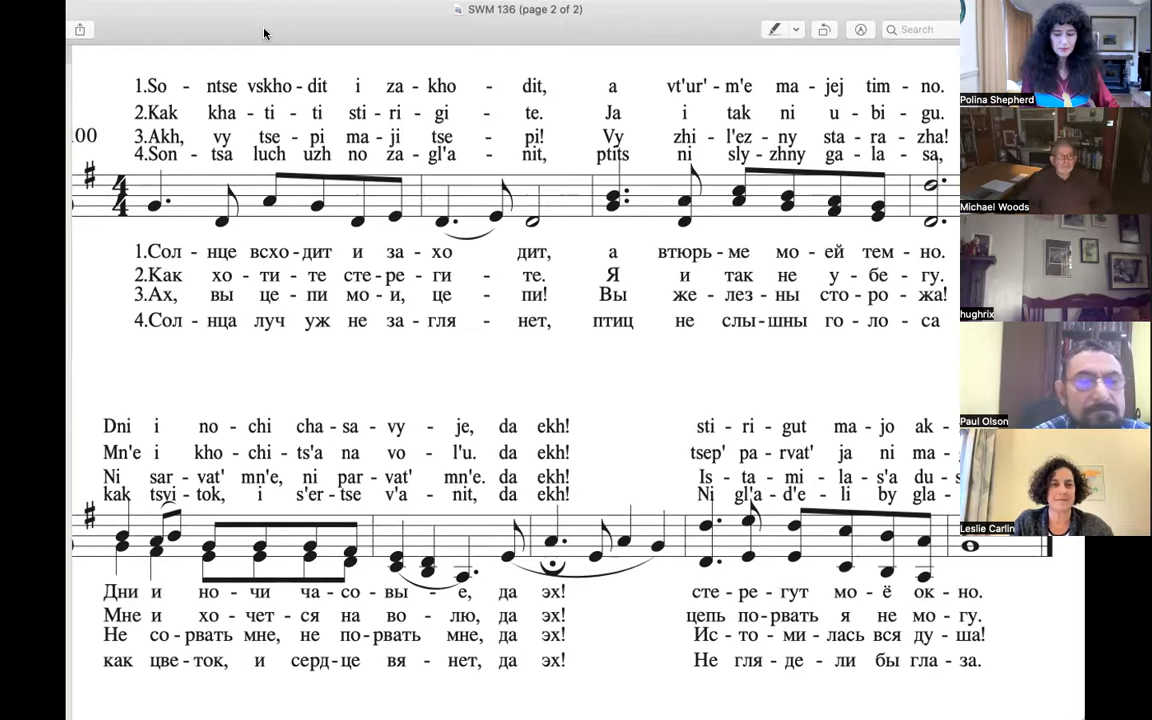 SWM 136 (page 2 of 2)
Search
1.So - ntse vskho - dit i za - kho - dit, a vt'ur' - m'e ma - jej tim - no.
2.Kak kha - ti - ti sti - ri - gi - te. Ja i tak ni u - bi - gu.
3.Akh, vy tse - pi ma - ji tse - pi! Vy zhi - l'ez - ny sta - ra - zha!
4.Son - tsa luch uzh no za - gl'a - nit, ptits ni sly - zhny ga - la - sa,
100
4
4
1.Сол - нце всхо - дит и за - хо дит, а втюрь - ме мо - ей тем - но.
2.Как хо - ти - те сте - ре - ги - те. Я и так не у - бе - гу.
3.Ах, вы це - пи мо - и, це - пи! Вы же - лез - ны сто - ро - жа!
4.Сол - нца луч уж не за - гля - нет, птиц не слы - шны го - ло - са
Dni i no - chi cha - sa - vy - je, da ekh! sti - ri - gut ma - jo ak -
Mn'e i kho - chi - ts'a na vo - l'u. da ekh! tsep' pa - rvat' ja ni ma -
Ni sar - vat' mn'e, ni par - vat' mn'e. da ekh! Is - ta - mi - la - s'a du -
kak tsvi - tok, i s'er - tse v'a - nit, da ekh! Ni gl'a - d'e - li by gla -
Дни и но - чи ча - со - вы - е, да эх! сте - ре - гут мо - ё ок - но.
Мне и хо - чет - ся на во - лю, да эх! цепь по - рвать я не мо - гу.
Не со - рвать мне, не по - рвать мне, да эх! Ис - то - ми - лась вся ду - ша!
как цве - ток, и серд - це вя - нет, да эх! Не гля - де - ли бы гла - за.
Polina Shepherd
Michael Woods
hughrix
Paul Olson
Leslie Carlin